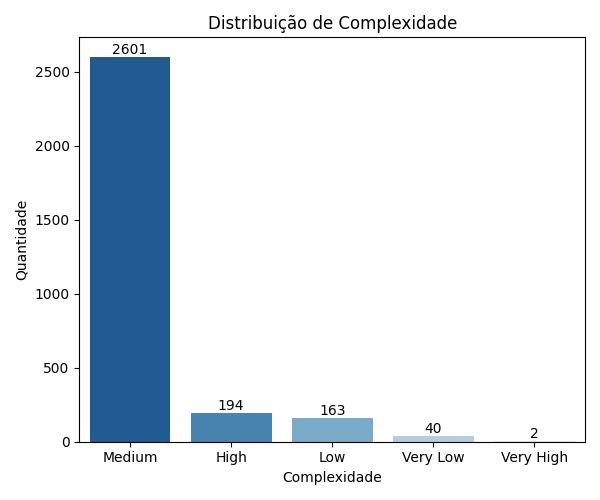 Distribuição de Complexidade
Quantidade
2500
2000
1500
1000
500
0
2601
194
163
40
2
Medium High Low Very Low Very High
Complexidade